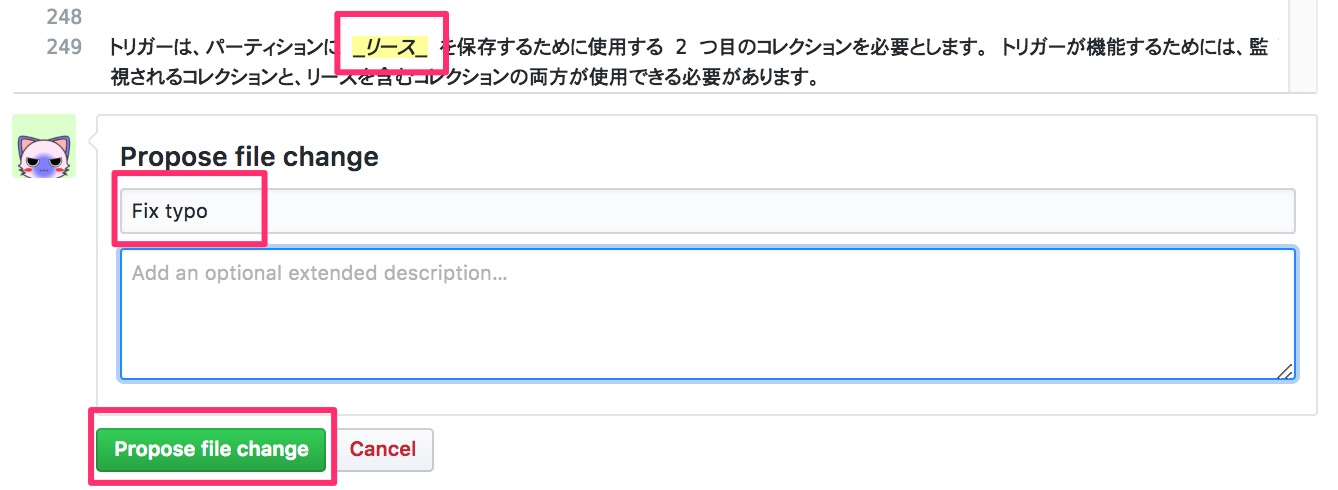 248
249 トリガーは、パーティションに _リース_ を保存するために使用する 2 つ目のコレクションを必要とします。 トリガーが機能するためには、監
視されるコレクションと、リースを含むコレクションの両方が使用できる必要があります。
Propose file change
Fix typo
Add an optional extended description…
Propose file change Cancel